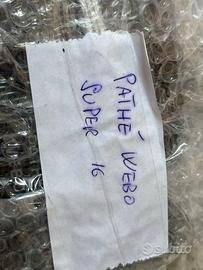 PATHÉ WEBO
SUPER 16
subito